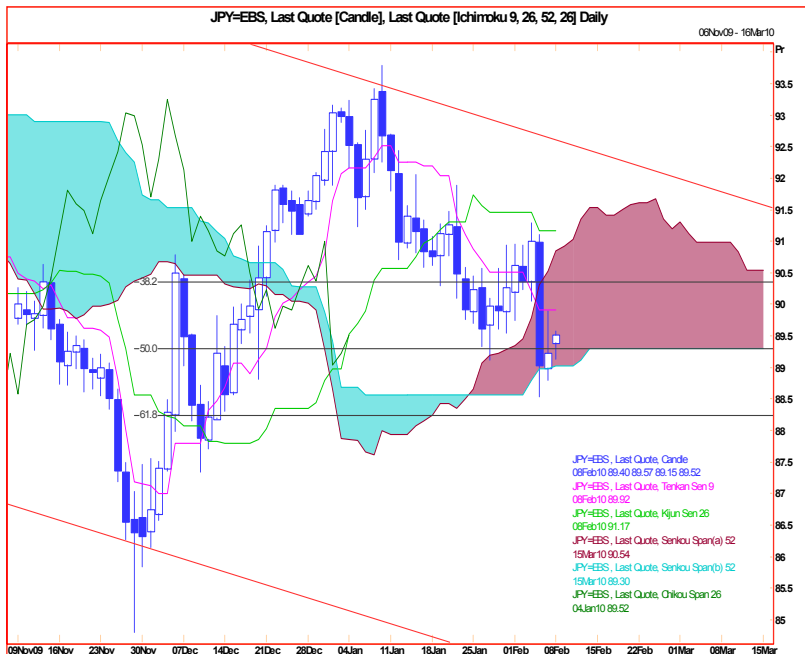 JPY=EBS, Last Quote [Candle], Last Quote [Ichimoku 9, 26, 52, 26] Daily
06Nov09 - 16Mar10
Pr
93.5
93
92.5
92
91.5
91
90.5
90
89.5
89
88.5
88
87.5
87
86.5
86
85.5
85
38.2
50.0
61.8
JPY=EBS, Last Quote, Candle
08Feb10 89.40 89.57 89.15 89.52
JPY=EBS, Last Quote, Tenkan Sen 9
08Feb10 89.92
JPY=EBS, Last Quote, Kijun Sen 26
08Feb10 91.17
JPY=EBS, Last Quote, Senkou Span(a) 52
15Mar10 90.54
JPY=EBS, Last Quote, Senkou Span(b) 52
15Mar10 89.30
JPY=EBS, Last Quote, Chikou Span 26
04Jan10 89.52
09Nov09 16Nov 23Nov 30Nov 07Dec 14Dec 21Dec 28Dec 04Jan 11Jan 18Jan 25Jan 01Feb 08Feb 15Feb 22Feb 01Mar 08Mar 15Mar